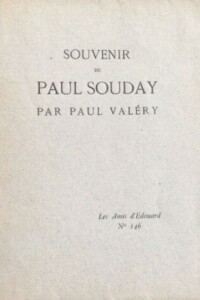 SOUVENIR
DE
PAUL SOUDAY
PAR PAUL VALÉRY
Les Amis d'Edouard
N° 146